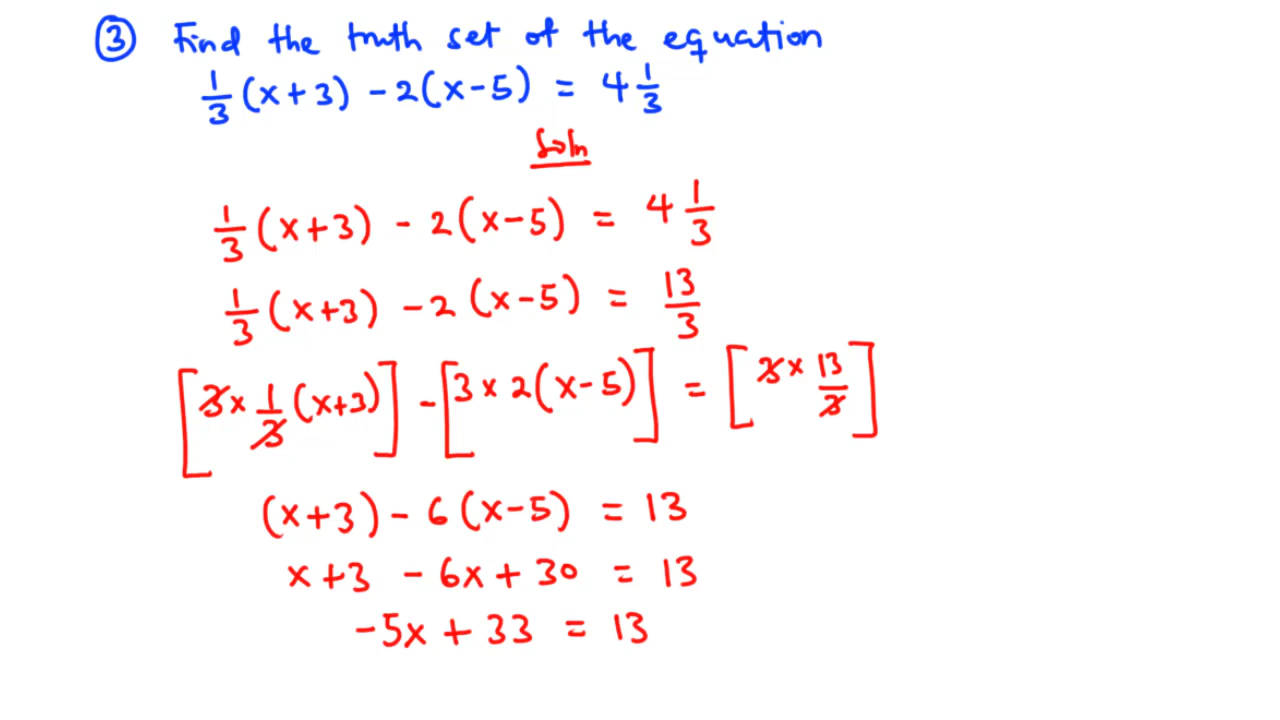 ③ Find the truth set of the equation
1/3 (x+3) - 2(x-5) = 4 1/3
Soln
1/3 (x+3) - 2(x-5) = 4 1/3
1/3 (x+3) - 2(x-5) = 13/3
[3 × 1/3 (x+3)] - [3 × 2(x-5)] = [3 × 13/3]
(x+3) - 6(x-5) = 13
x+3 - 6x+30 = 13
-5x + 33 = 13